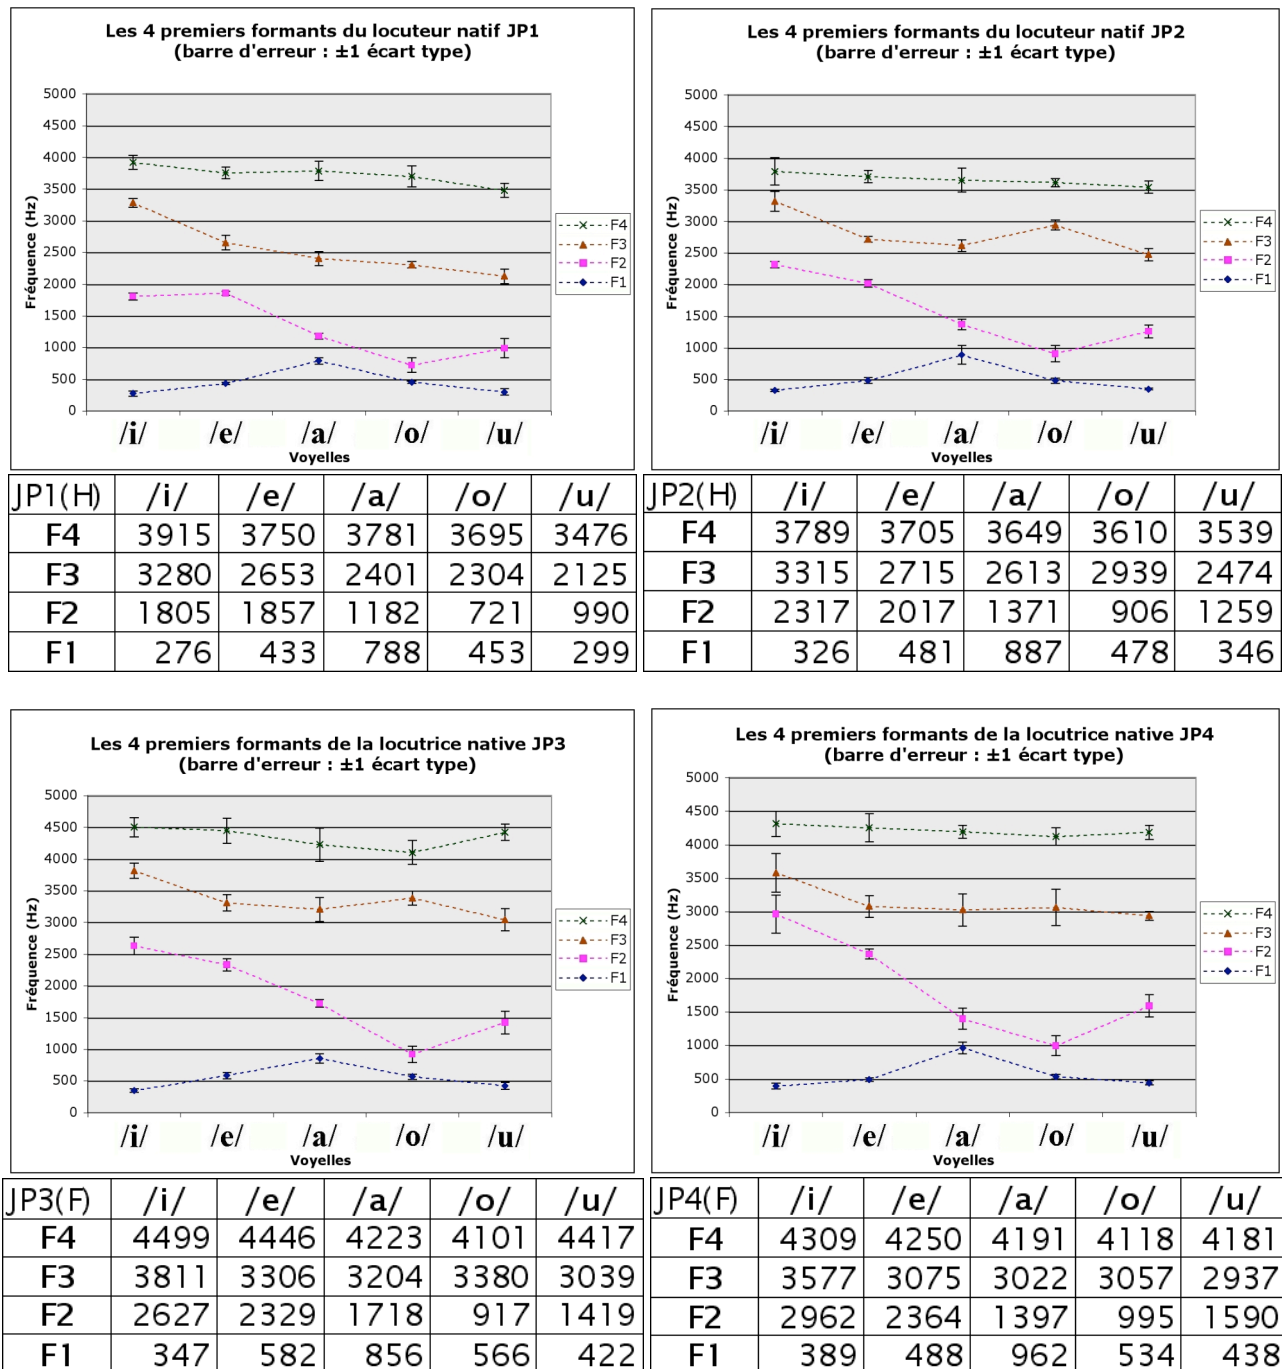 Les 4 premiers formants du locuteur natif JP1
(barre d'erreur : ±1 écart type)
5000
4500
4000
3500
3000
2500
2000
1500
1000
500
0
Fréquence (Hz)
F4
F3
F2
F1
/i/ /e/ /a/ /o/ /u/
Voyelles
JP1(H) /i/ /e/ /a/ /o/ /u/
F4 3915 3750 3781 3695 3476
F3 3280 2653 2401 2304 2125
F2 1805 1857 1182 721 990
F1 276 433 788 453 299
Les 4 premiers formants du locuteur natif JP2
(barre d'erreur : ±1 écart type)
5000
4500
4000
3500
3000
2500
2000
1500
1000
500
0
Fréquence (Hz)
F4
F3
F2
F1
/i/ /e/ /a/ /o/ /u/
Voyelles
JP2(H) /i/ /e/ /a/ /o/ /u/
F4 3789 3705 3649 3610 3539
F3 3315 2715 2613 2939 2474
F2 2317 2017 1371 906 1259
F1 326 481 887 478 346
Les 4 premiers formants de la locutrice native JP3
(barre d'erreur : ±1 écart type)
5000
4500
4000
3500
3000
2500
2000
1500
1000
500
0
Fréquence (Hz)
F4
F3
F2
F1
/i/ /e/ /a/ /o/ /u/
Voyelles
JP3(F) /i/ /e/ /a/ /o/ /u/
F4 4499 4446 4223 4101 4417
F3 3811 3306 3204 3380 3039
F2 2627 2329 1718 917 1419
F1 347 582 856 566 422
Les 4 premiers formants de la locutrice native JP4
(barre d'erreur : ±1 écart type)
5000
4500
4000
3500
3000
2500
2000
1500
1000
500
0
Fréquence (Hz)
F4
F3
F2
F1
/i/ /e/ /a/ /o/ /u/
Voyelles
JP4(F) /i/ /e/ /a/ /o/ /u/
F4 4309 4250 4191 4118 4181
F3 3577 3075 3022 3057 2937
F2 2962 2364 1397 995 1590
F1 389 488 962 534 438